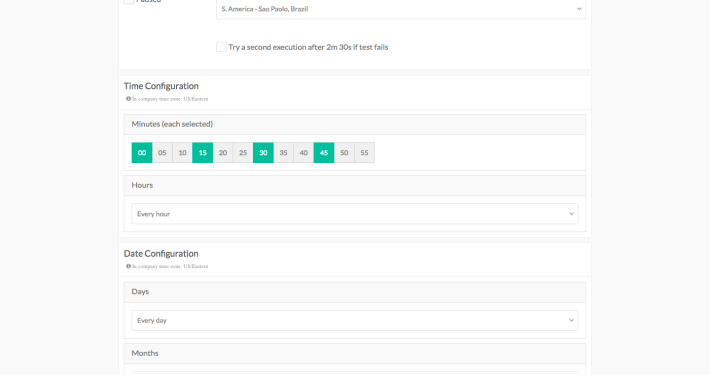 Paused
S. America - Sao Paolo, Brazil
Try a second execution after 2m 30s if test fails
Time Configuration
In company time zone: US/Eastern
Minutes (each selected)
00 05 10 15 20 25 30 35 40 45 50 55
Hours
Every hour
Date Configuration
In company time zone: US/Eastern
Days
Every day
Months